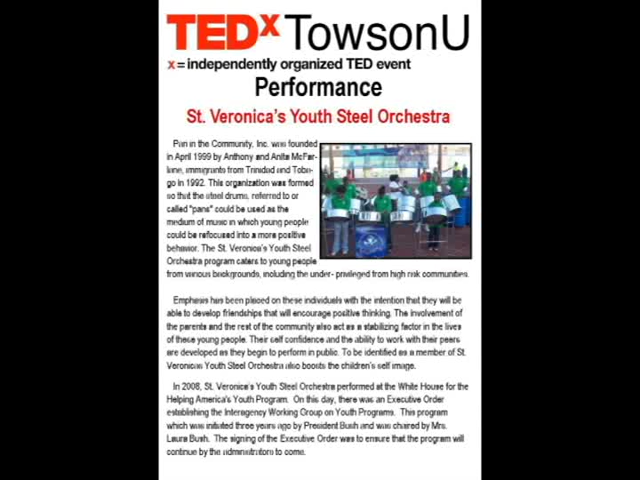 TEDx TowsonU
x = independently organized TED event
Performance
St. Veronica's Youth Steel Orchestra
Pan in the Community, Inc. was founded
in April 1999 by Anthony and Anita McFar-
lane, immigrants from Trinidad and Toba-
go in 1992. This organization was formed
so that the steel drums, referred to or
called "pans" could be used as the
medium of music in which young people
could be refocused into a more positive
behavior. The St. Veronica's Youth Steel
Orchestra program caters to young people
from various backgrounds, including the under- privileged from high risk communities.
Emphasis has been placed on these individuals with the intention that they will be
able to develop friendships that will encourage positive thinking. The involvement of
the parents and the rest of the community also act as a stabilizing factor in the lives
of these young people. Their self confidence and the ability to work with their peers
are developed as they begin to perform in public. To be identified as a member of St.
Veronicas Youth Steel Orchestra also boosts the children's self image.
In 2008, St. Veronica's Youth Steel Orchestra performed at the White House for the
Helping America's Youth Program. On this day, there was an Executive Order
establishing the Interagency Working Group on Youth Programs. This program
which was initiated three years ago by President Bush and was chaired by Mrs.
Laura Bush. The signing of the Executive Order was to ensure that the program will
continue by the administrators to come.